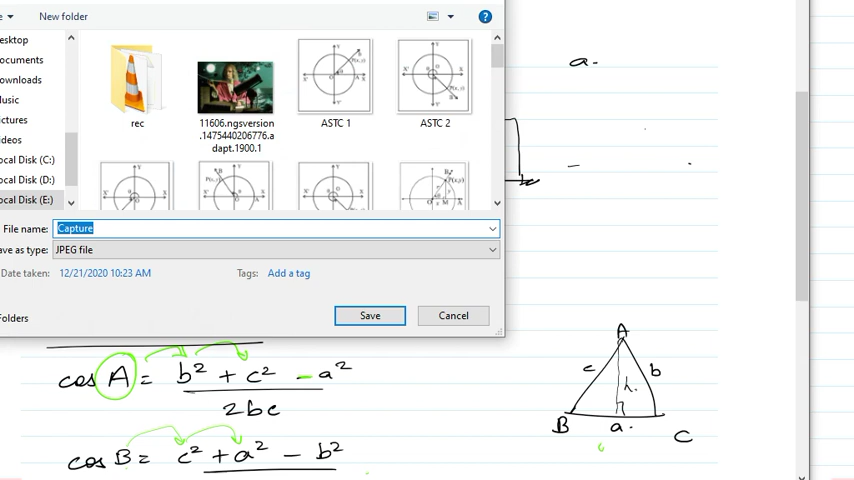 New folder
esktop
ocuments
ownloads
usic
ictures
ideos
ocal Disk (C:)
ocal Disk (D:)
ocal Disk (E:)
rec
11606.ngsversion
.1475440206776.a
dapt.1900.1
ASTC 1
ASTC 2
File name: Capture
ave as type: JPEG file
Date taken: 12/21/2020 10:23 AM Tags: Add a tag
Folders
Save Cancel
a.
cos A = b² + c² - a²
2bc
cos B = c² + a² - b²
A
c b
h.
B a. C